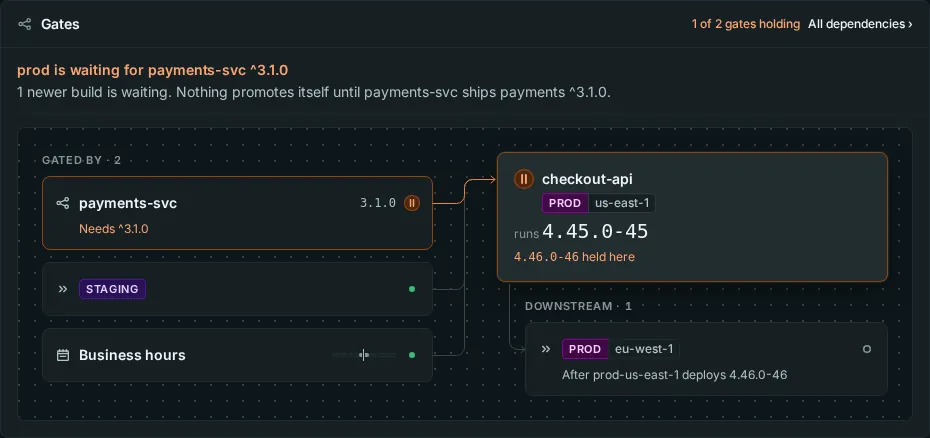 Gates
1 of 2 gates holding All dependencies ›
prod is waiting for payments-svc ^3.1.0
1 newer build is waiting. Nothing promotes itself until payments-svc ships payments ^3.1.0.
GATED BY · 2
payments-svc 3.1.0
Needs ^3.1.0
STAGING
Business hours
checkout-api
PROD us-east-1
runs 4.45.0-45
4.46.0-46 held here
DOWNSTREAM · 1
PROD eu-west-1
After prod-us-east-1 deploys 4.46.0-46